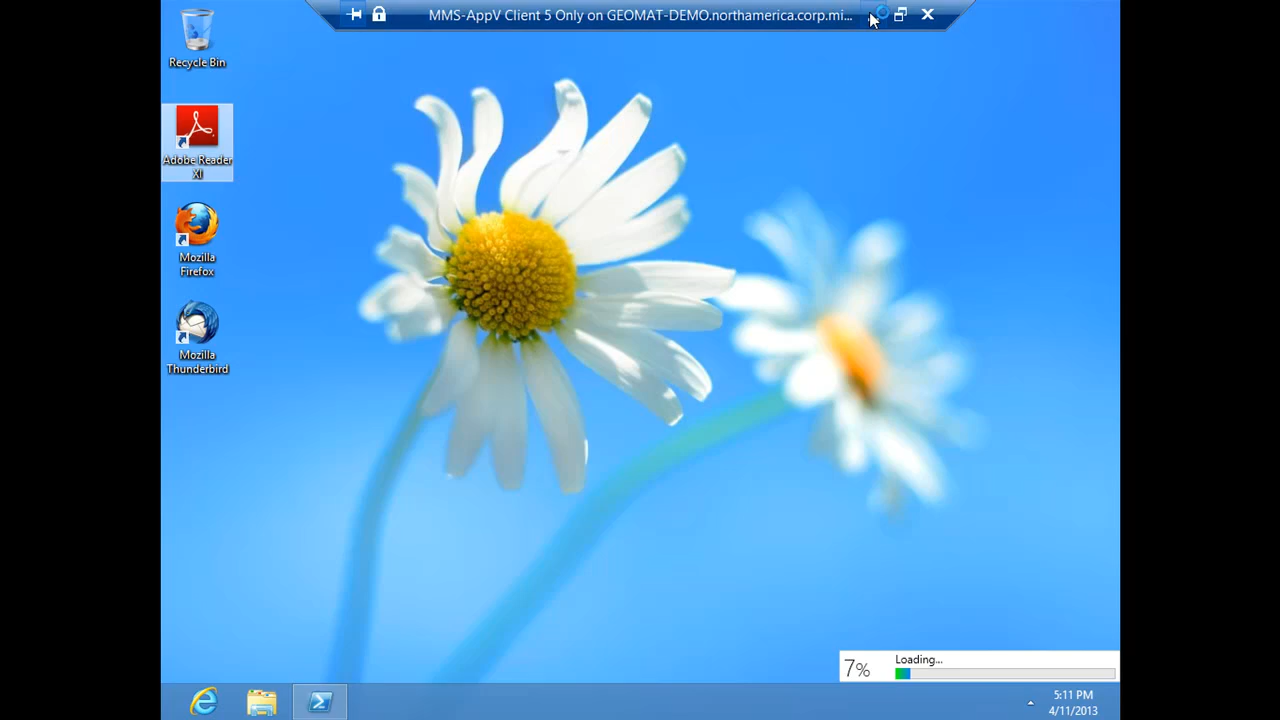 MMS-AppV Client 5 Only on GEOMAT-DEMO.northamerica.corp.mi...
Recycle Bin
Adobe Reader
XI
Mozilla
Firefox
Mozilla
Thunderbird
7%
Loading...
5:11 PM
4/11/2013